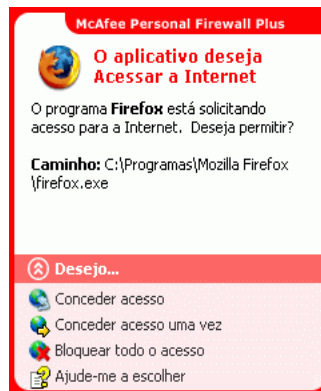 McAfee Personal Firewall Plus
O aplicativo deseja
Acessar a Internet
O programa Firefox está solicitando
acesso para a Internet.  Deseja permitir?
Caminho: C:\Programas\Mozilla Firefox
\firefox.exe
Desejo...
Conceder acesso
Conceder acesso uma vez
Bloquear todo o acesso
Ajude-me a escolher